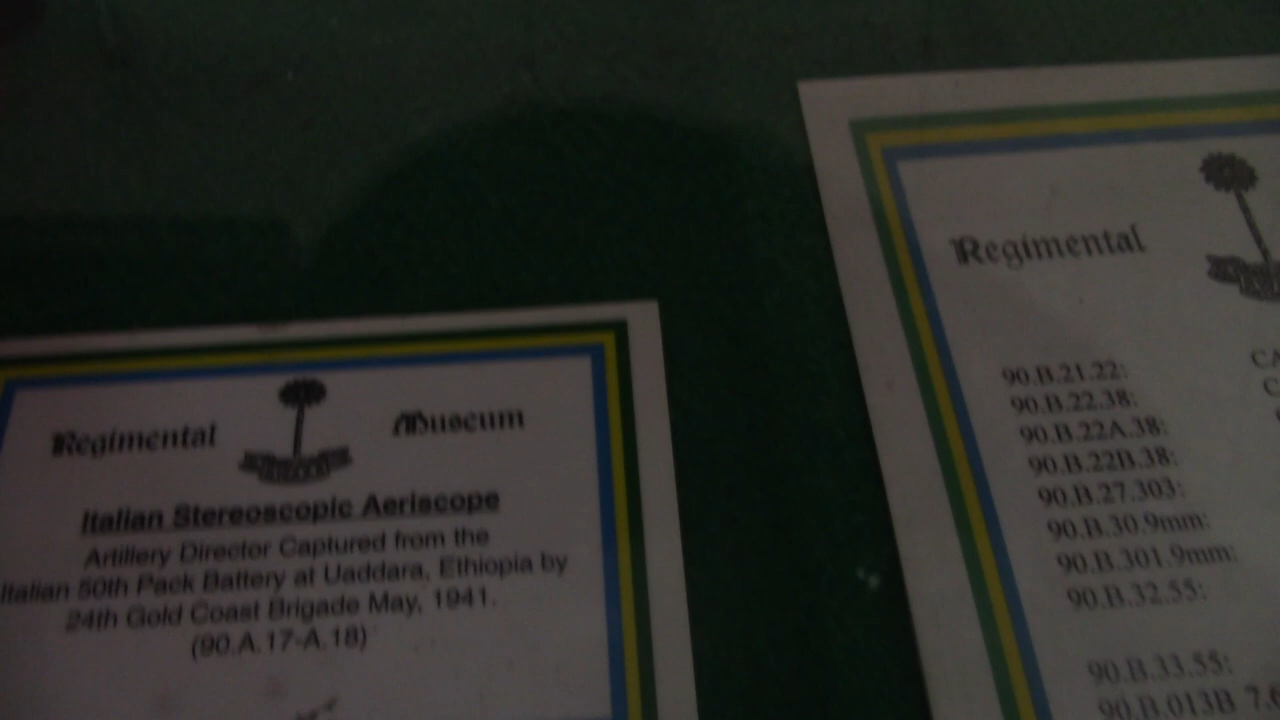 Regimental Museum
Italian Stereoscopic Aeriscope
Artillery Director Captured from the
Italian 50th Pack Battery at Uaddara, Ethiopia by
24th Gold Coast Brigade May, 1941.
(90.A.17-A.18)
Regimental
90.B.21.22:
90.B.22.38:
90.B.22A.38:
90.B.22B.38:
90.B.27.303:
90.B.30.9mm:
90.B.301.9mm:
90.B.32.55:
90.B.33.55:
90.B.013B